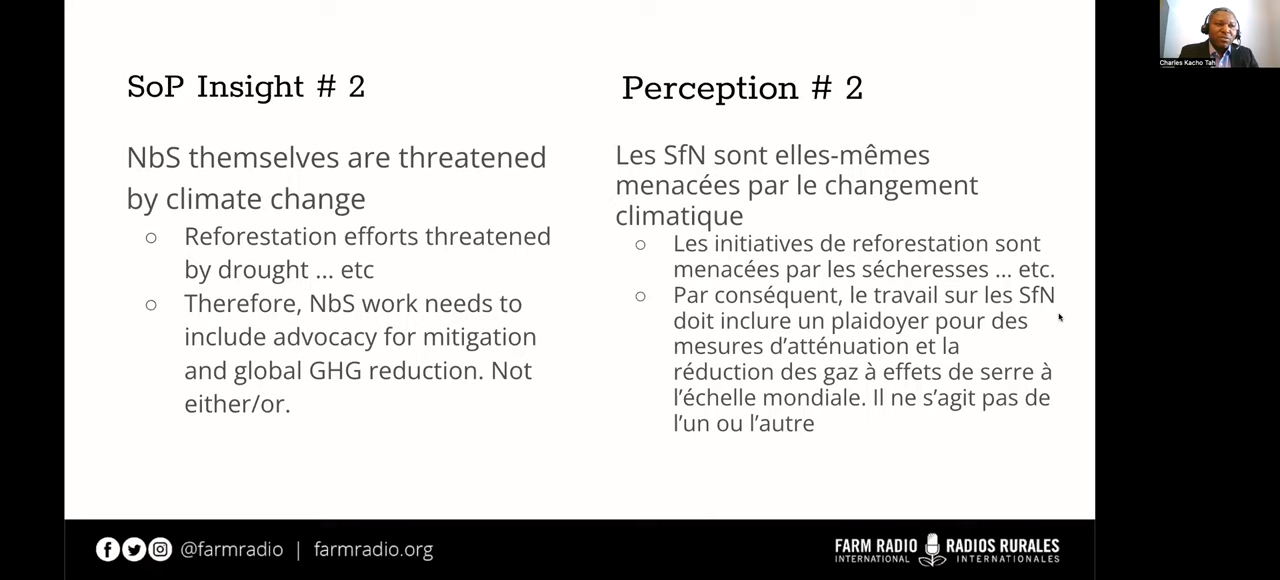 SoP Insight # 2
NbS themselves are threatened
by climate change
○ Reforestation efforts threatened
by drought ... etc
○ Therefore, NbS work needs to
include advocacy for mitigation
and global GHG reduction. Not
either/or.
Perception # 2
Les SfN sont elles-mêmes
menacées par le changement
climatique
○ Les initiatives de reforestation sont
menacées par les sécheresses ... etc.
○ Par conséquent, le travail sur les SfN
doit inclure un plaidoyer pour des
mesures d’atténuation et la
réduction des gaz à effets de serre à
l’échelle mondiale. Il ne s’agit pas de
l’un ou l’autre
@farmradio | farmradio.org
FARM RADIO
INTERNATIONAL
RADIOS RURALES
INTERNATIONALES
Charles Kacho Tah